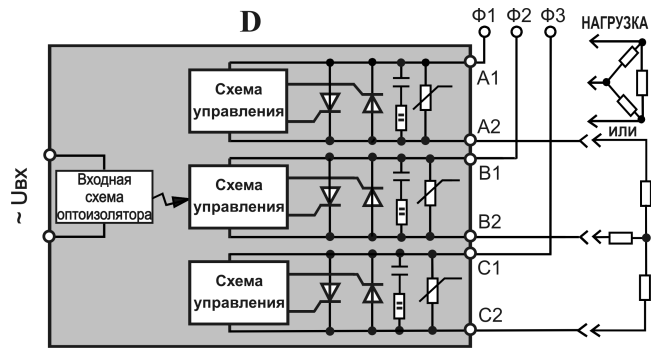 D
Ф1 Ф2 Ф3
НАГРУЗКА
Схема
управления
A1
A2
ИЛИ
~ Uвх
Входная
схема
оптоизолятора
Схема
управления
B1
B2
Схема
управления
C1
C2